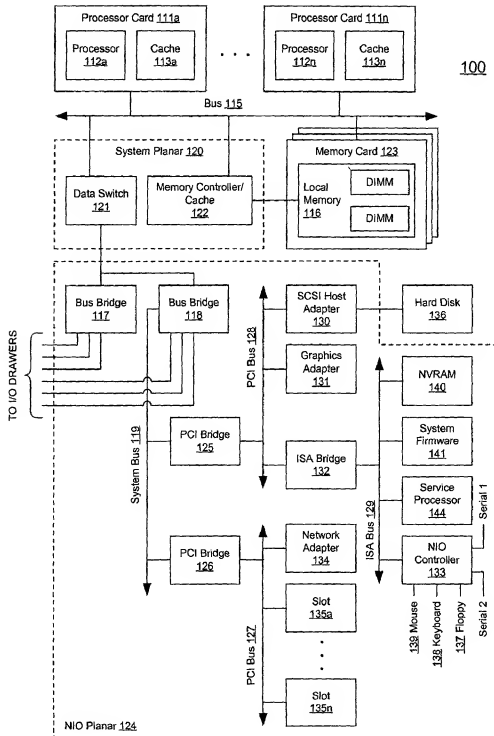 Processor Card 111a
Processor
112a
Cache
113a
Processor Card 111n
Processor
112n
Cache
113n
100
Bus 115
System Planar 120
Data Switch
121
Memory Controller/
Cache
122
Memory Card 123
Local
Memory
116
DIMM
DIMM
Bus Bridge
117
Bus Bridge
118
TO I/O DRAWERS
System Bus 119
PCI Bus 128
SCSI Host
Adapter
130
Hard Disk
136
Graphics
Adapter
131
NVRAM
140
PCI Bridge
125
ISA Bridge
132
System
Firmware
141
ISA Bus 129
Service
Processor
144
Serial 1
PCI Bridge
126
Network
Adapter
134
NIO
Controller
133
Serial 2
139 Mouse
138 Keyboard
137 Floppy
PCI Bus 127
Slot
135a
Slot
135n
NIO Planar 124